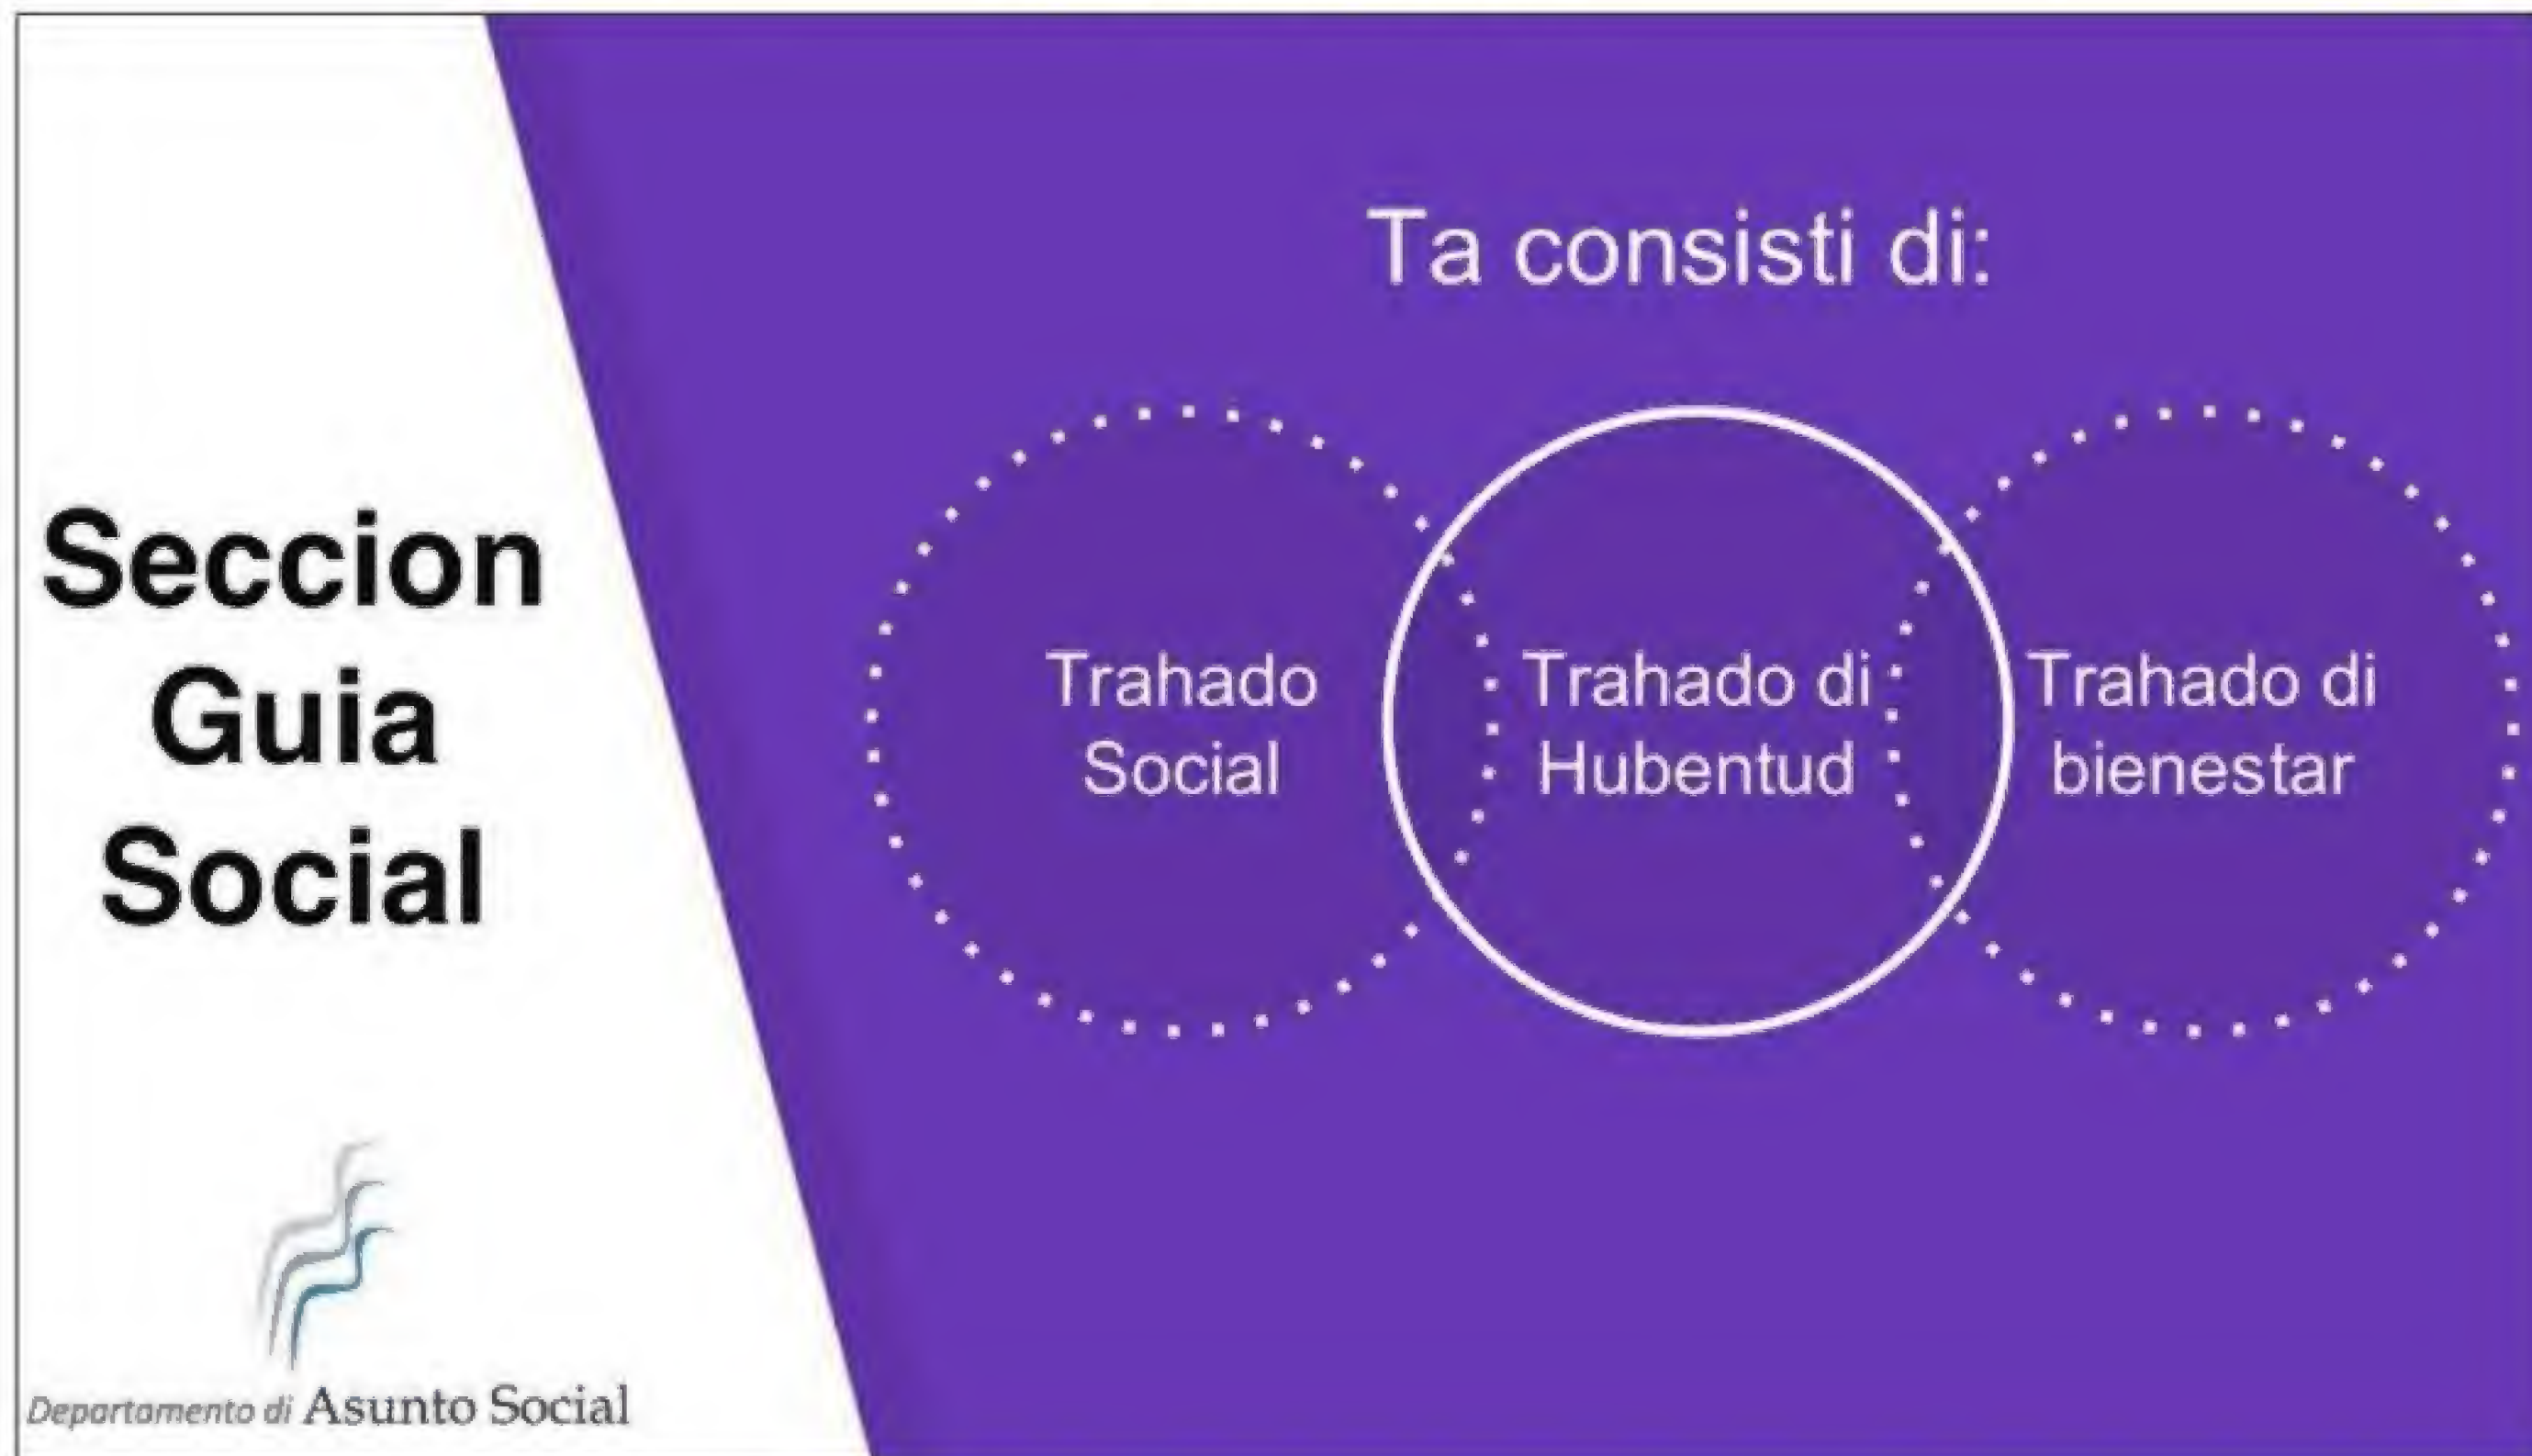 Seccion
Guia
Social
Departamento di Asunto Social
Ta consisti di:
Trahado
Social
Trahado di
Hubentud
Trahado di
bienestar